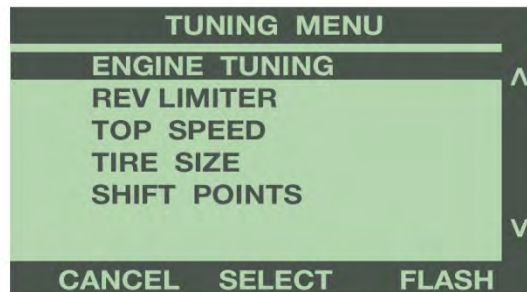 TUNING MENU
ENGINE TUNING
REV LIMITER
TOP SPEED
TIRE SIZE
SHIFT POINTS
CANCEL SELECT FLASH